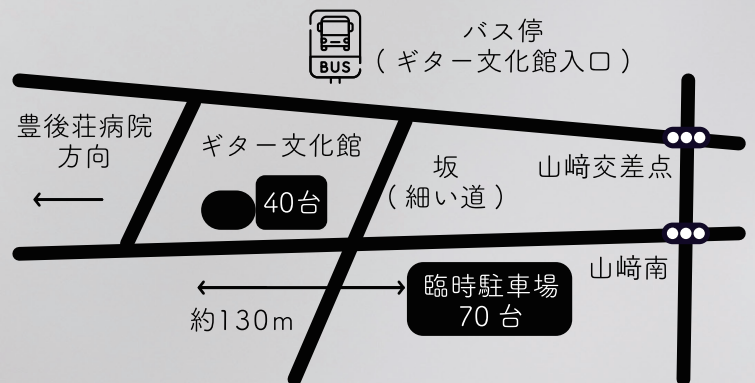 バス停
( ギター文化館入口 )
BUS
豊後荘病院
方向
ギター文化館
40台
坂
( 細い道 )
山﨑交差点
山﨑南
臨時駐車場
70 台
約130m